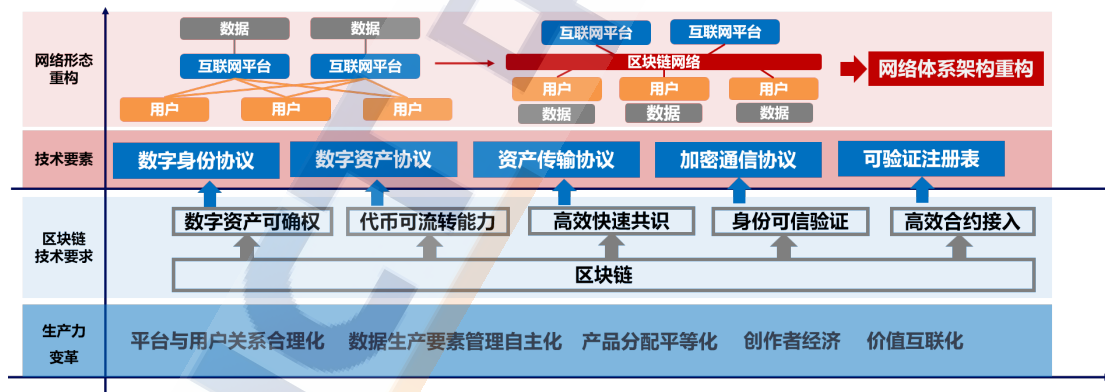 网络形态
重构
数据
数据
互联网平台
互联网平台
用户
用户
用户
互联网平台
互联网平台
区块链网络
用户
用户
用户
数据
数据
数据
网络体系架构重构
技术要素
数字身份协议
数字资产协议
资产传输协议
加密通信协议
可验证注册表
区块链
技术要求
数字资产可确权
代币可流转能力
高效快速共识
身份可信验证
高效合约接入
区块链
生产力
变革
平台与用户关系合理化
数据生产要素管理自主化
产品分配平等化
创作者经济
价值互联化